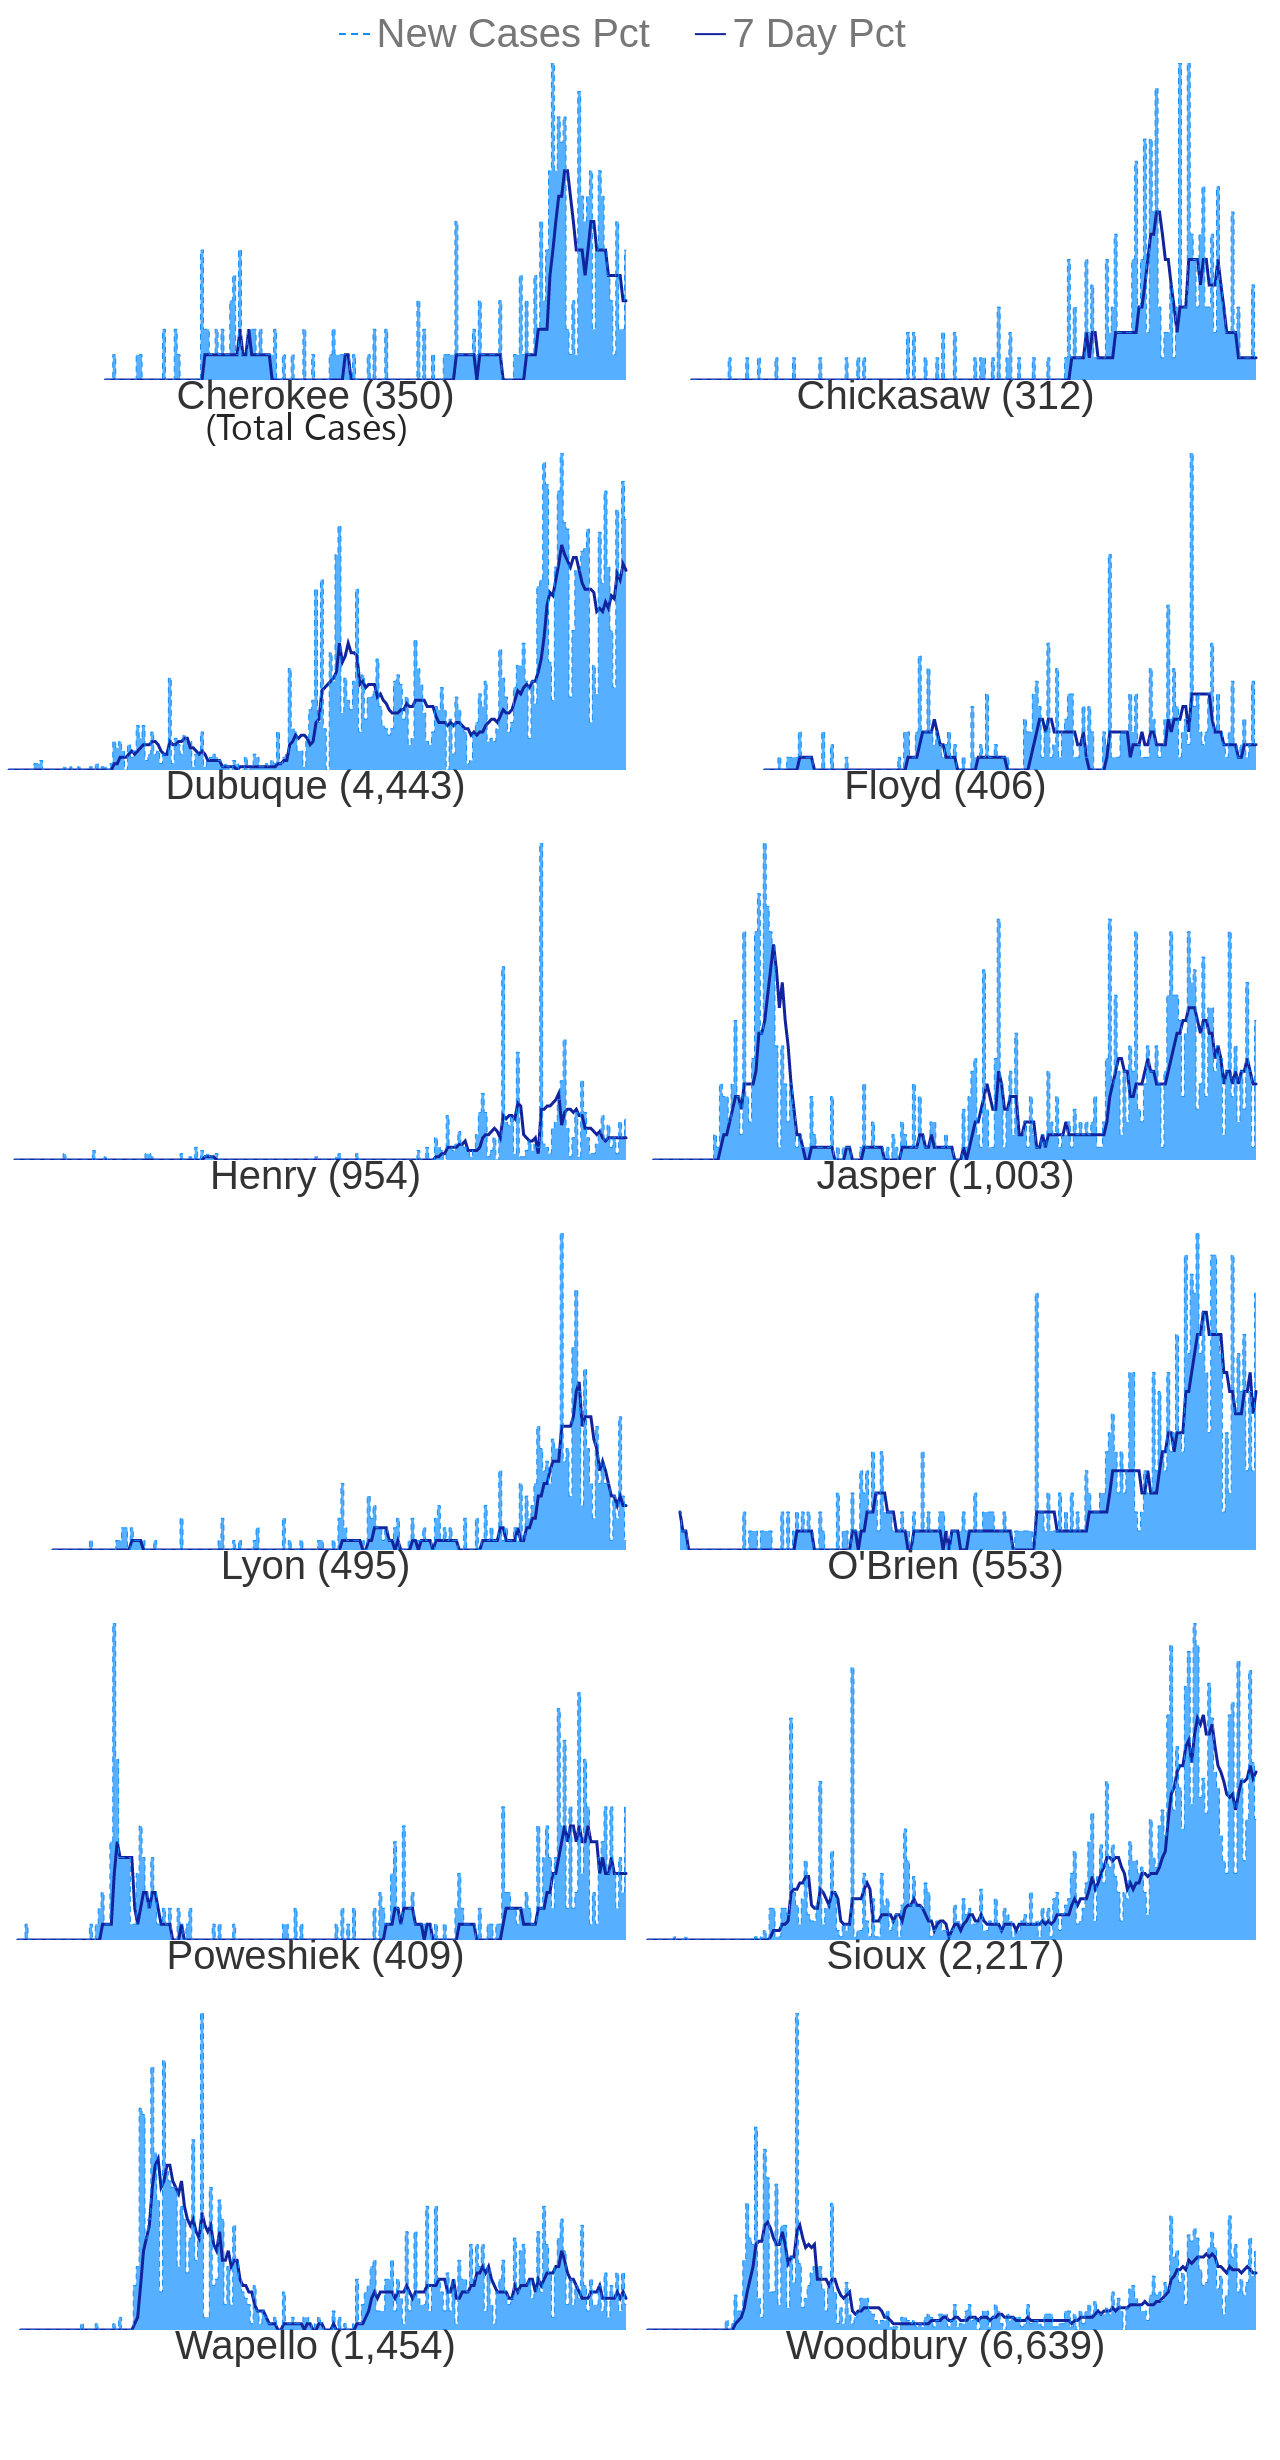 New Cases Pct 7 Day Pct
Cherokee (350) Chickasaw (312)
(Total Cases)
Dubuque (4,443) Floyd (406)
Henry (954) Jasper (1,003)
Lyon (495) O'Brien (553)
Poweshiek (409) Sioux (2,217)
Wapello (1,454) Woodbury (6,639)